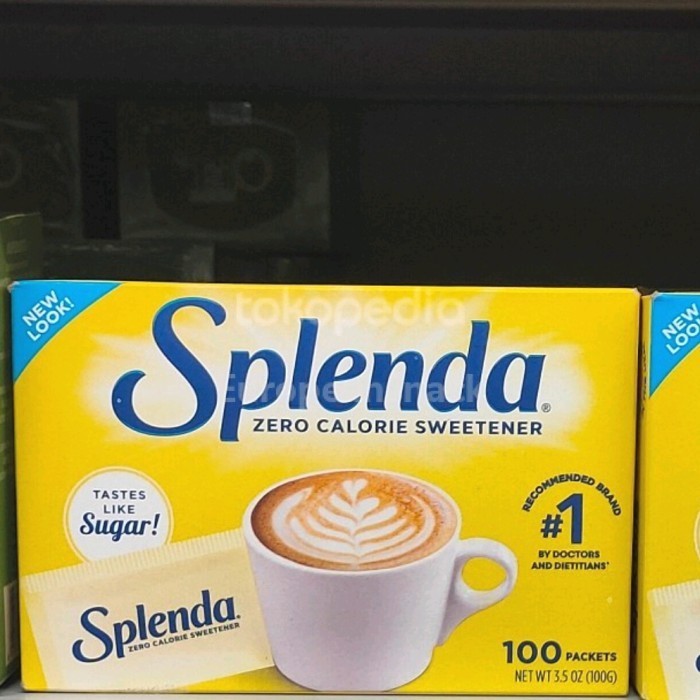 NEW
LOOK!
tokopedia
Splenda®
ZERO CALORIE SWEETENER
TASTES
LIKE
Sugar!
RECOMMENDED BRAND
#1
BY DOCTORS
AND DIETITIANS*
Splenda®
ZERO CALORIE SWEETENER
100 PACKETS
NET WT 3.5 OZ (100G)
NEW